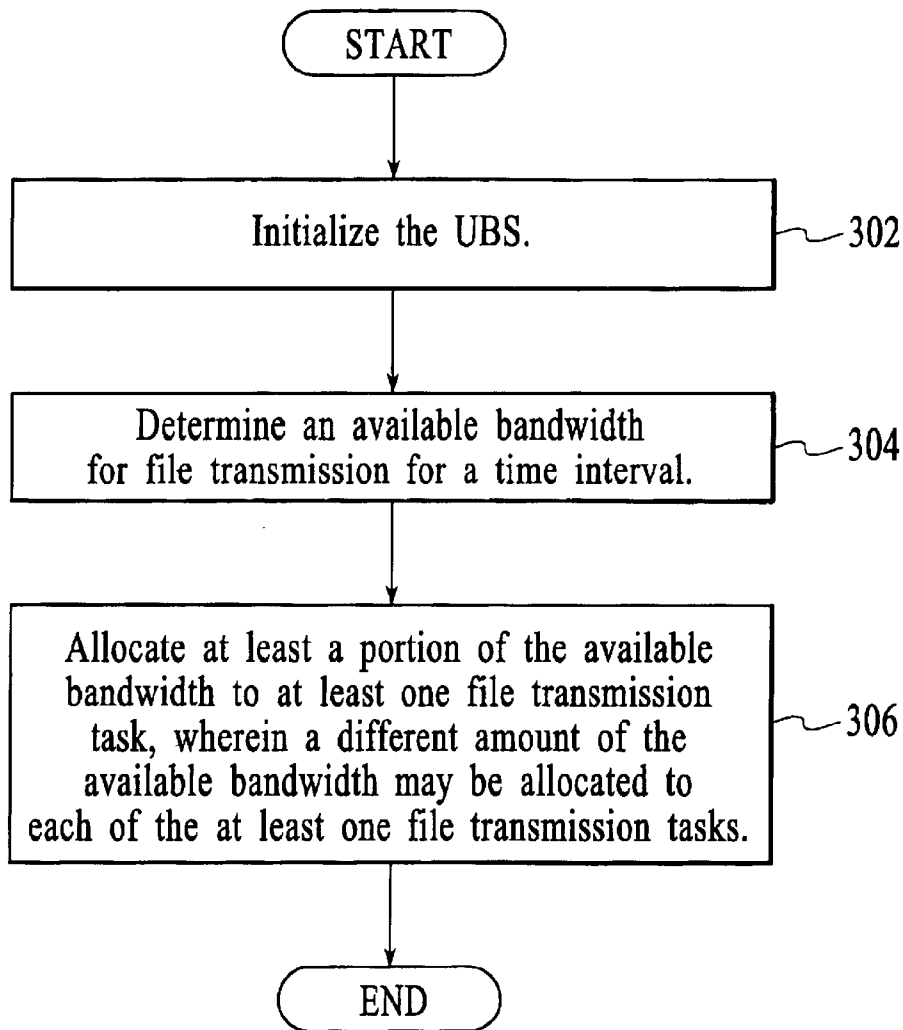 START
Initialize the UBS.
302
Determine an available bandwidth
for file transmission for a time interval.
304
Allocate at least a portion of the available
bandwidth to at least one file transmission
task, wherein a different amount of the
available bandwidth may be allocated to
each of the at least one file transmission tasks.
306
END